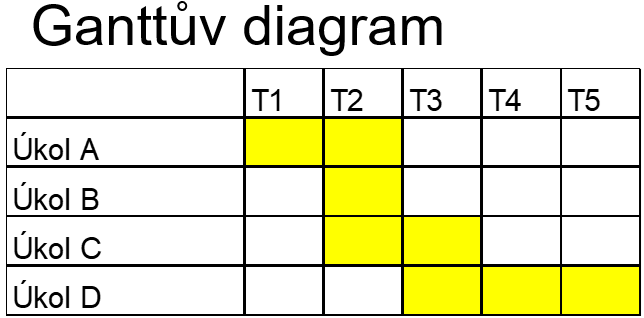 Ganttův diagram
T1 T2 T3 T4 T5
Úkol A
Úkol B
Úkol C
Úkol D